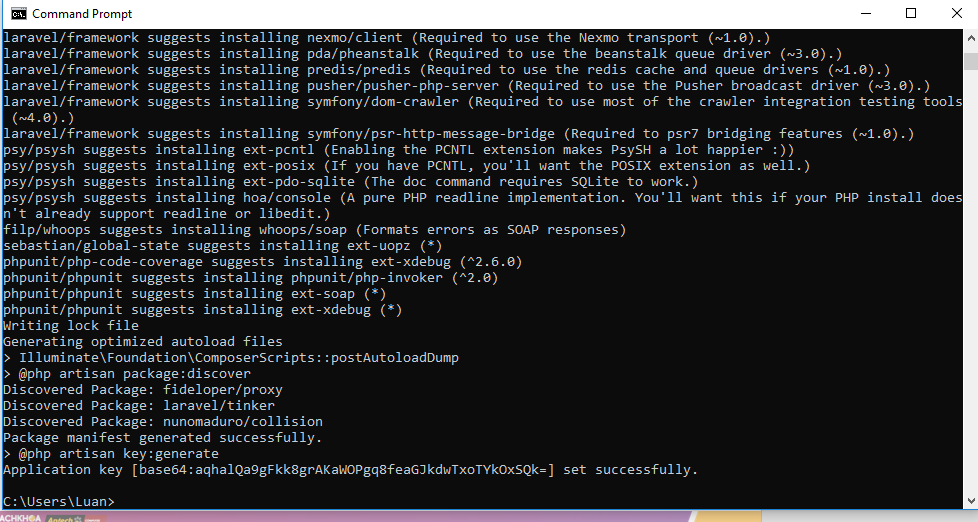 Command Prompt
laravel/framework suggests installing nexmo/client (Required to use the Nexmo transport (~1.0).)
laravel/framework suggests installing pda/pheanstalk (Required to use the beanstalk queue driver (~3.0).)
laravel/framework suggests installing predis/predis (Required to use the redis cache and queue drivers (~1.0).)
laravel/framework suggests installing pusher/pusher-php-server (Required to use the Pusher broadcast driver (~3.0).)
laravel/framework suggests installing symfony/dom-crawler (Required to use most of the crawler integration testing tools
 (~4.0).)
laravel/framework suggests installing symfony/psr-http-message-bridge (Required to psr7 bridging features (~1.0).)
psy/psysh suggests installing ext-pcntl (Enabling the PCNTL extension makes PsySH a lot happier :))
psy/psysh suggests installing ext-posix (If you have PCNTL, you'll want the POSIX extension as well.)
psy/psysh suggests installing ext-pdo-sqlite (The doc command requires SQLite to work.)
psy/psysh suggests installing hoa/console (A pure PHP readline implementation. You'll want this if your PHP install does
n't already support readline or libedit.)
filp/whoops suggests installing whoops/soap (Formats errors as SOAP responses)
sebastian/global-state suggests installing ext-uopz (*)
phpunit/php-code-coverage suggests installing ext-xdebug (^2.6.0)
phpunit/phpunit suggests installing phpunit/php-invoker (^2.0)
phpunit/phpunit suggests installing ext-soap (*)
phpunit/phpunit suggests installing ext-xdebug (*)
Writing lock file
Generating optimized autoload files
> Illuminate\Foundation\ComposerScripts::postAutoloadDump
> @php artisan package:discover
Discovered Package: fideloper/proxy
Discovered Package: laravel/tinker
Discovered Package: nunomaduro/collision
Package manifest generated successfully.
> @php artisan key:generate
Application key [base64:aqhalQa9gFkk8grAKaWOPgq8feaGJkdwTxoTYkOxSQk=] set successfully.
C:\Users\Luan>
ACHKHOA Aptech